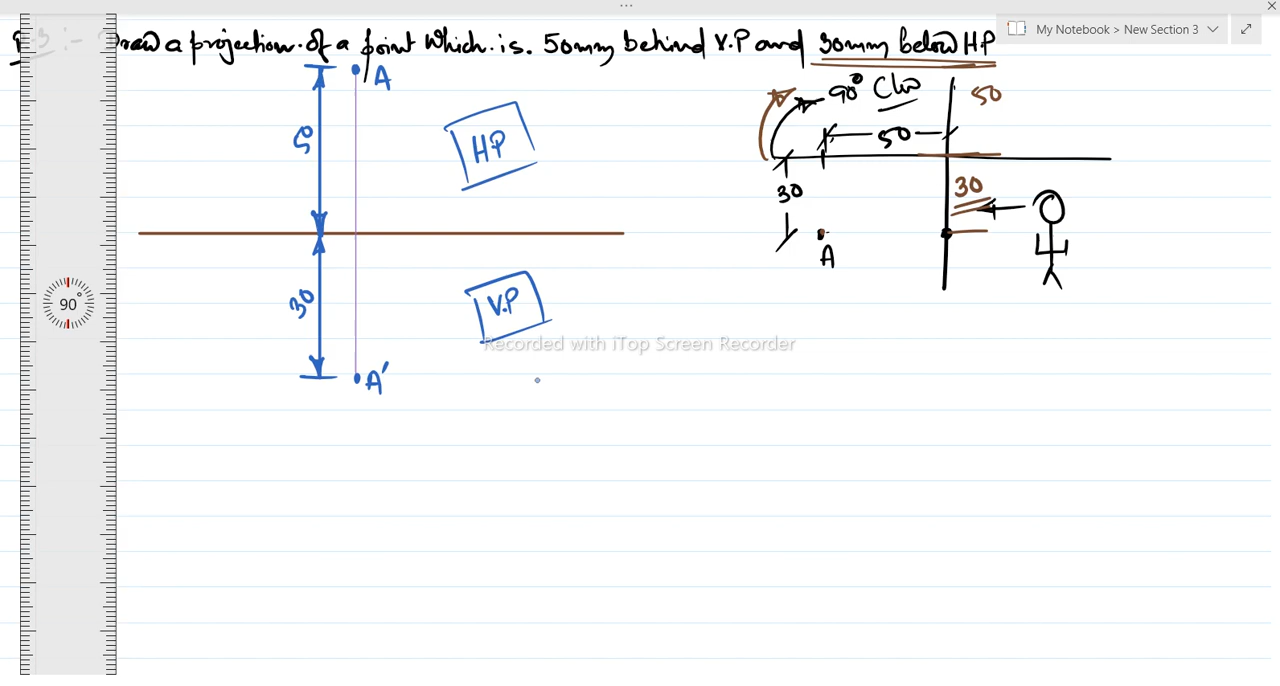 My Notebook > New Section 3
:- Draw a projection of a point which is 50mm behind V.P and 30mm below HP
A
50
HP
30
V.P
A'
90° Clw
50
50
30
30
A
90°
Recorded with iTop Screen Recorder